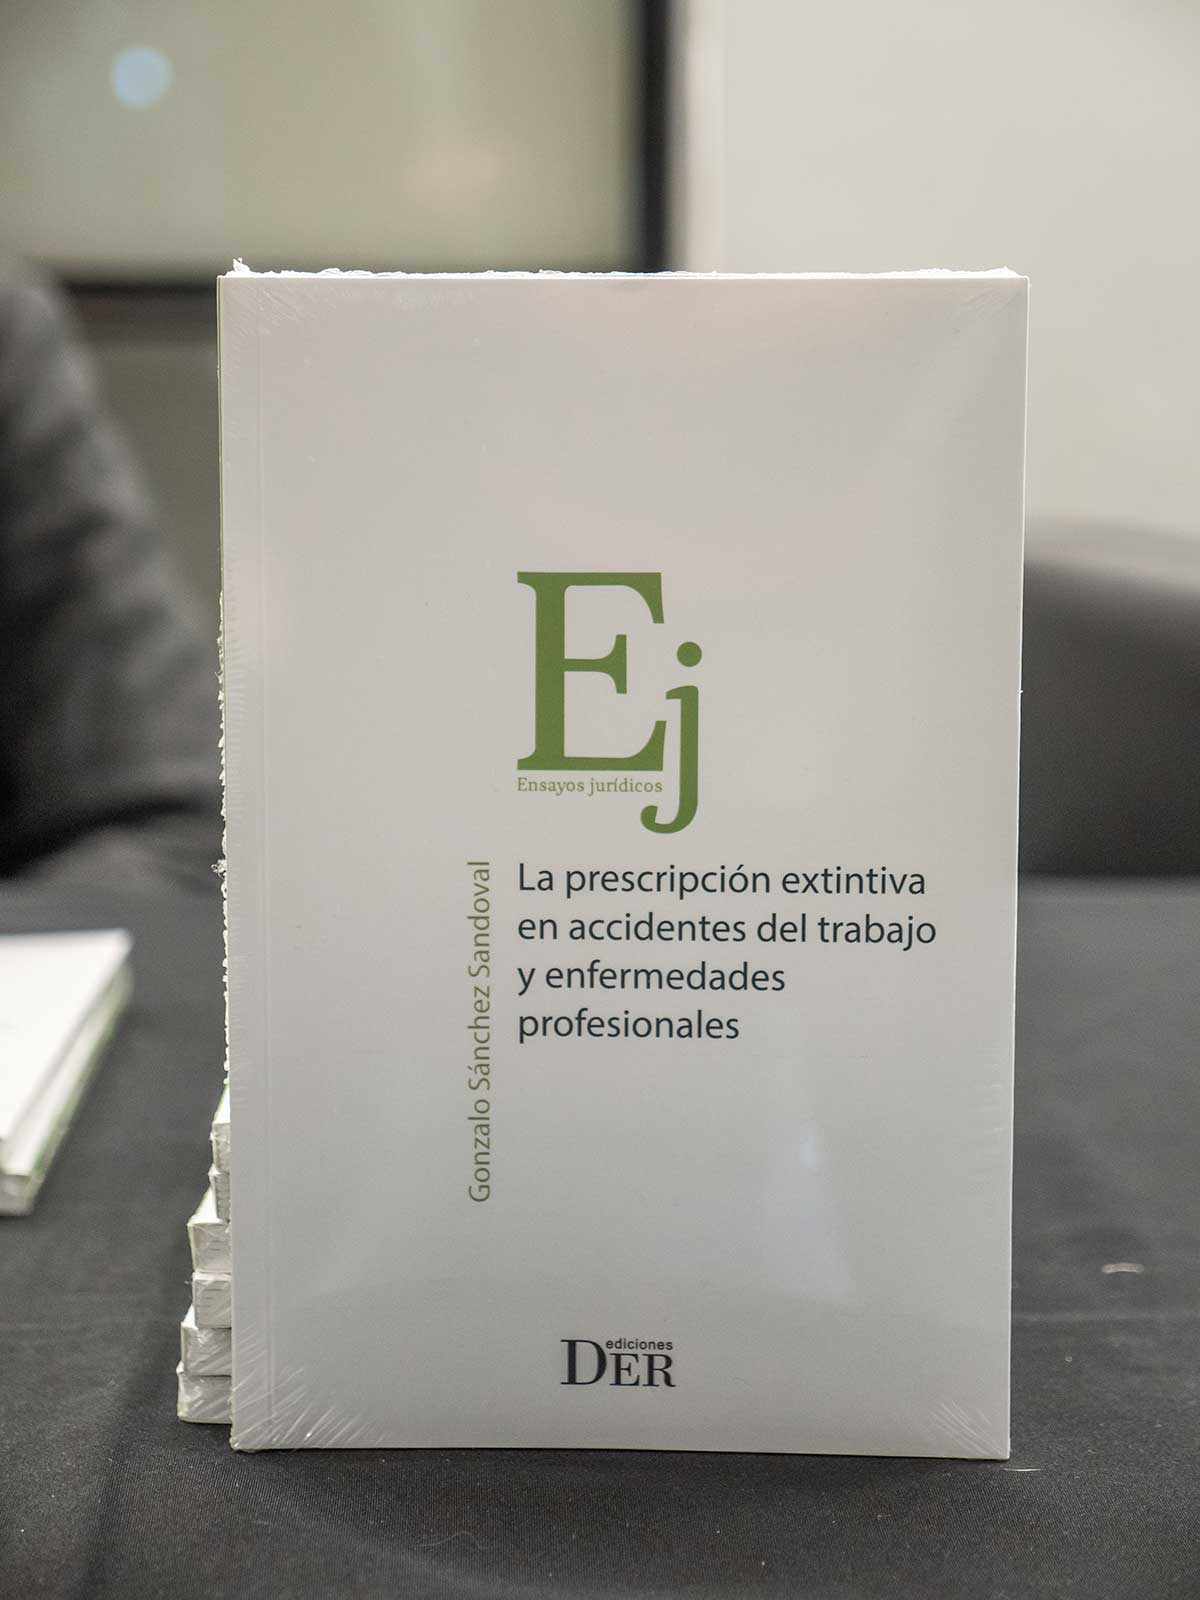 Ej
Ensayos jurídicos
Gonzalo Sánchez Sandoval
La prescripción extintiva
en accidentes del trabajo
y enfermedades
profesionales
ediciones
DER